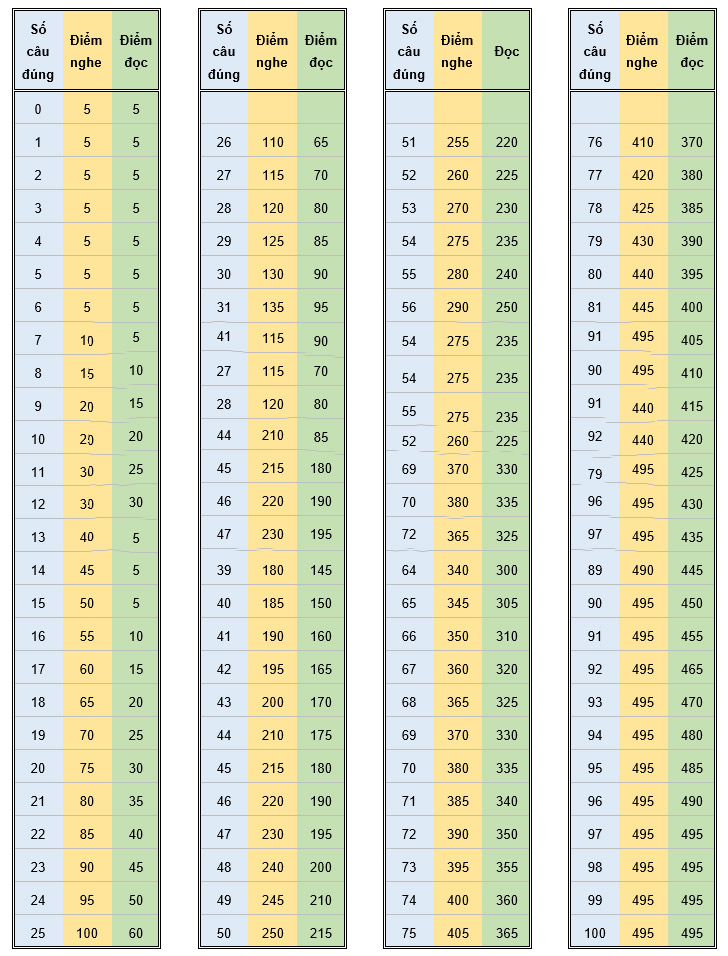 Số câu đúng Điểm nghe Điểm đọc
0 5 5
1 5 5
2 5 5
3 5 5
4 5 5
5 5 5
6 5 5
7 10 5
8 15 10
9 20 15
10 20 20
11 30 25
12 30 30
13 40 5
14 45 5
15 50 5
16 55 10
17 60 15
18 65 20
19 70 25
20 75 30
21 80 35
22 85 40
23 90 45
24 95 50
25 100 60
Số câu đúng Điểm nghe Điểm đọc
26 110 65
27 115 70
28 120 80
29 125 85
30 130 90
31 135 95
41 115 90
27 115 70
28 120 80
44 210 85
45 215 180
46 220 190
47 230 195
39 180 145
40 185 150
41 190 160
42 195 165
43 200 170
44 210 175
45 215 180
46 220 190
47 230 195
48 240 200
49 245 210
50 250 215
Số câu đúng Điểm nghe Đọc
51 255 220
52 260 225
53 270 230
54 275 235
55 280 240
56 290 250
54 275 235
54 275 235
55 275 235
52 260 225
69 370 330
70 380 335
72 365 325
64 340 300
65 345 305
66 350 310
67 360 320
68 365 325
69 370 330
70 380 335
71 385 340
72 390 350
73 395 355
74 400 360
75 405 365
Số câu đúng Điểm nghe Điểm đọc
76 410 370
77 420 380
78 425 385
79 430 390
80 440 395
81 445 400
91 495 405
90 495 410
91 440 415
92 440 420
79 495 425
96 495 430
97 495 435
89 490 445
90 495 450
91 495 455
92 495 465
93 495 470
94 495 480
95 495 485
96 495 490
97 495 495
98 495 495
99 495 495
100 495 495